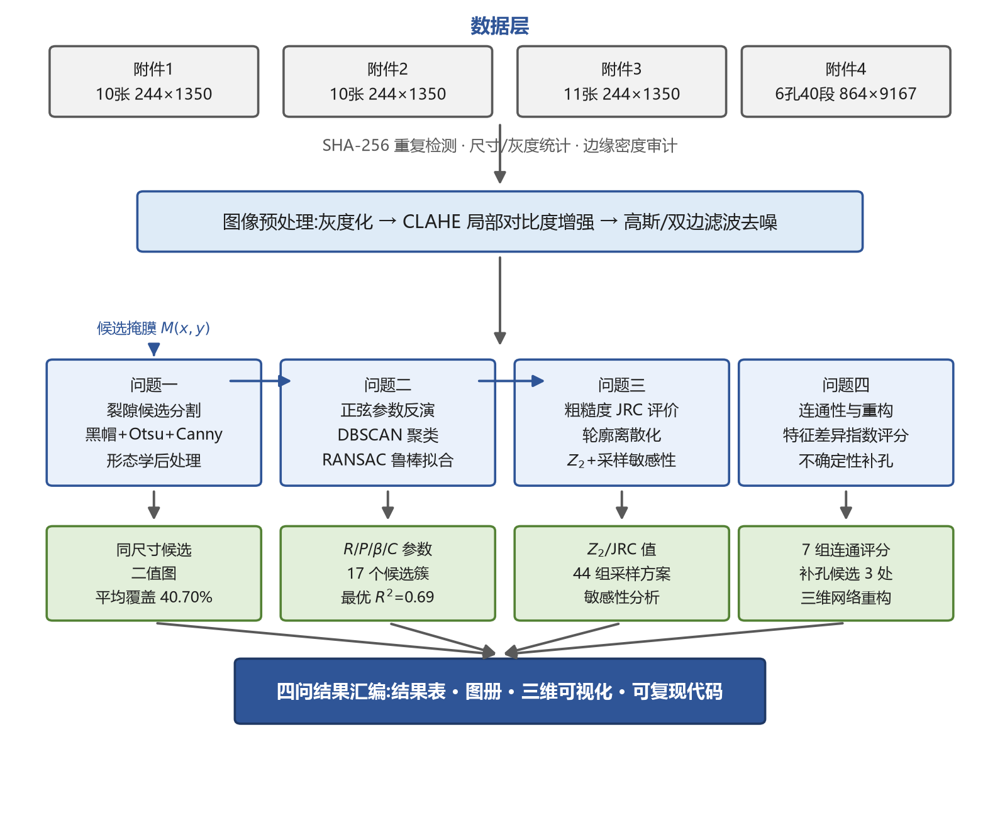 数据层
附件1
10张 244×1350
附件2
10张 244×1350
附件3
11张 244×1350
附件4
6孔40段 864×9167
SHA-256 重复检测 · 尺寸/灰度统计 · 边缘密度审计
图像预处理:灰度化 → CLAHE 局部对比度增强 → 高斯/双边滤波去噪
候选掩膜 M(x, y)
问题一
裂隙候选分割
黑帽+Otsu+Canny
形态学后处理
问题二
正弦参数反演
DBSCAN 聚类
RANSAC 鲁棒拟合
问题三
粗糙度 JRC 评价
轮廓离散化
Z₂+采样敏感性
问题四
连通性与重构
特征差异指数评分
不确定性补孔
同尺寸候选
二值图
平均覆盖 40.70%
R/P/β/C 参数
17 个候选簇
最优 R²=0.69
Z₂/JRC 值
44 组采样方案
敏感性分析
7 组连通评分
补孔候选 3 处
三维网络重构
四问结果汇编:结果表 • 图册 • 三维可视化 • 可复现代码